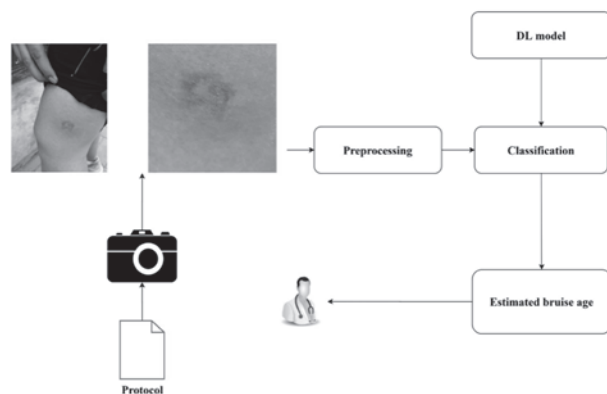 DL model
Preprocessing
Classification
Estimated bruise age
Protocol